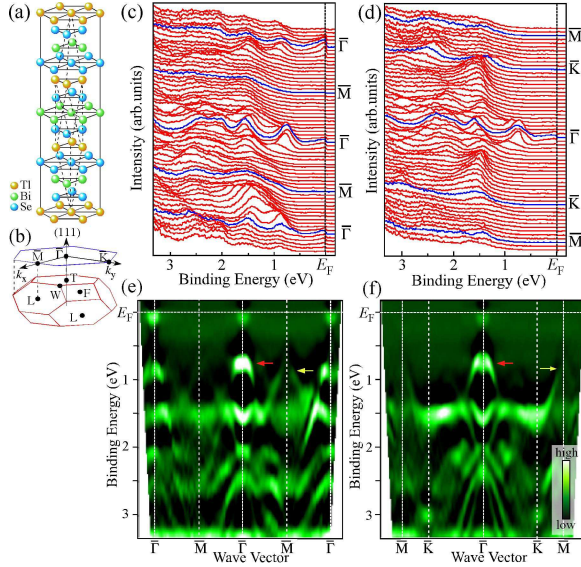 (a)
Tl
Bi
Se
(b)
(111)
M̄
Γ̄
K̄
kx
ky
T
W
F
L
L
(c)
Intensity (arb.units)
Γ̄
M̄
Γ̄
M̄
Γ̄
3 2 1 EF
Binding Energy (eV)
(d)
Intensity (arb.units)
M̄
K̄
Γ̄
K̄
M̄
3 2 1 EF
Binding Energy (eV)
(e)
EF
1
2
3
Binding Energy (eV)
Γ̄ M̄ Γ̄ M̄ Γ̄
Wave Vector
(f)
EF
1
2
3
Binding Energy (eV)
high
low
M̄ K̄ Γ̄ K̄ M̄
Wave Vector